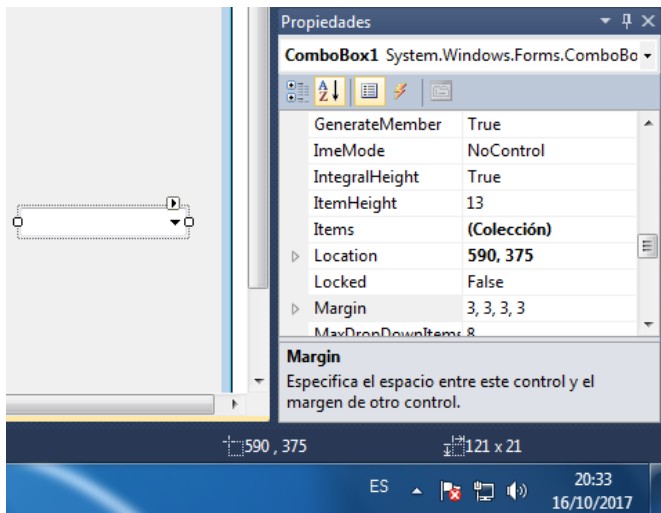 Propiedades
ComboBox1 System.Windows.Forms.ComboBo
GenerateMember True
ImeMode NoControl
IntegralHeight True
ItemHeight 13
Items (Colección)
Location 590, 375
Locked False
Margin 3, 3, 3, 3
MaxDropDownItems 8
Margin
Especifica el espacio entre este control y el
margen de otro control.
590 , 375 121 x 21
ES 20:33
16/10/2017